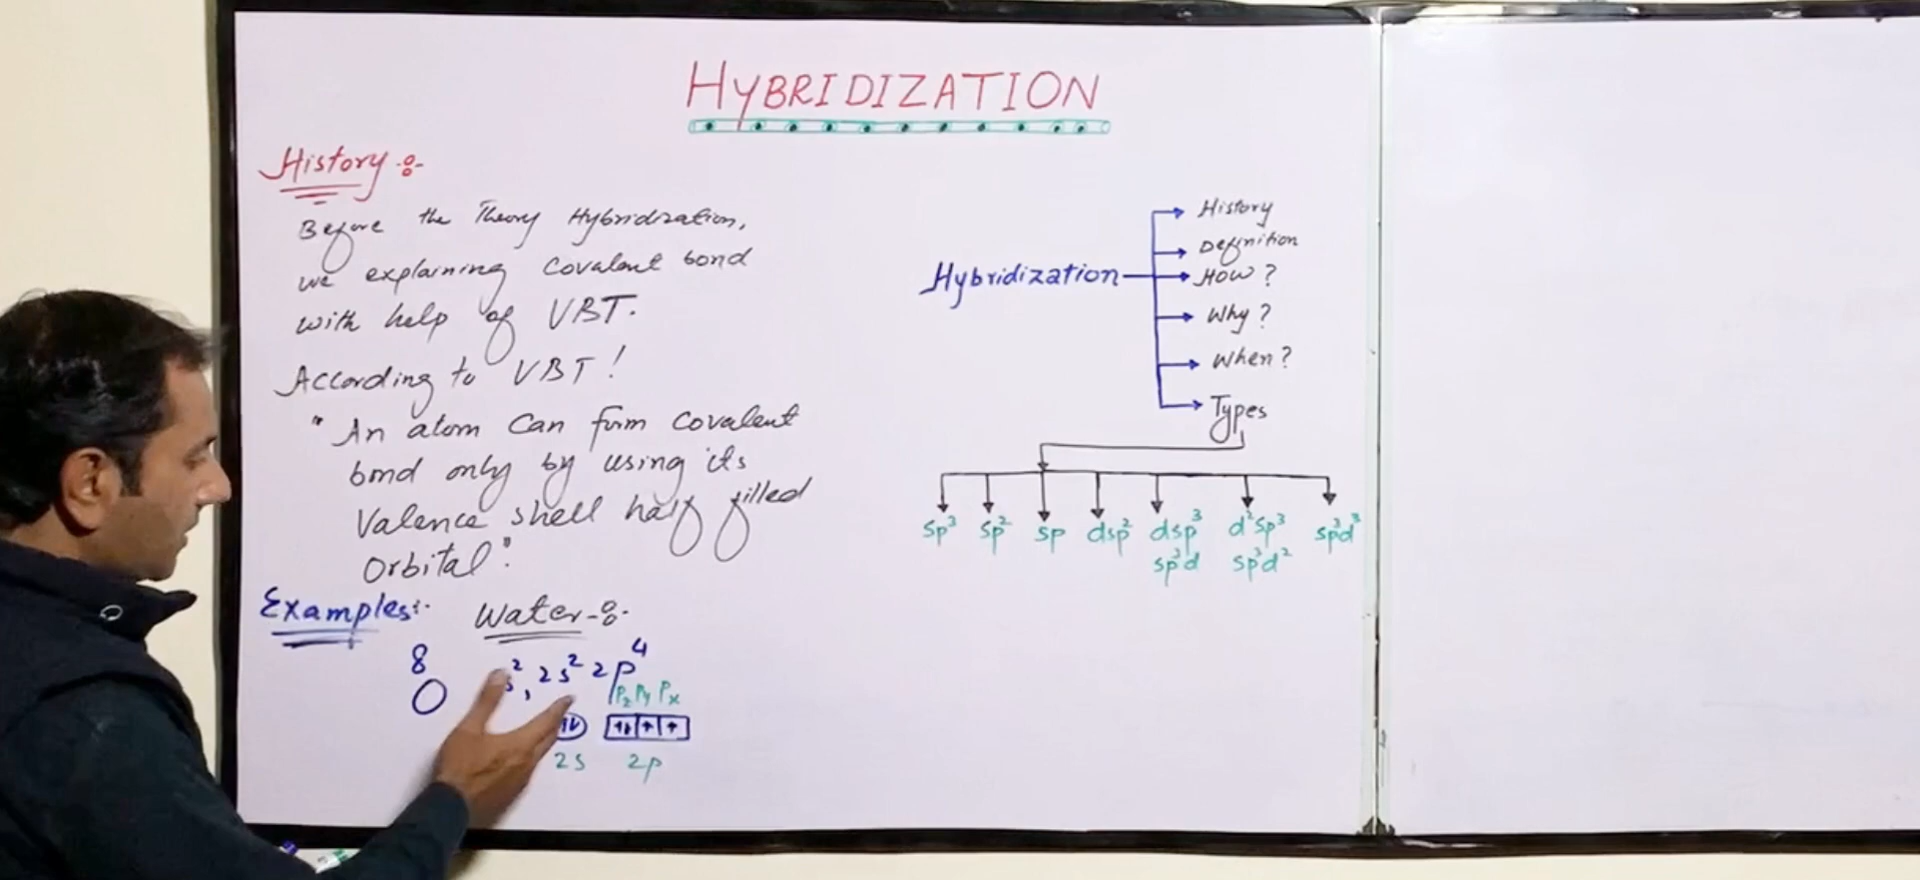 HYBRIDIZATION
History :-
Before the Theory Hybridization,
we explaining Covalent bond
with help of VBT.
According to VBT!
"An atom Can form Covalent
bond only by using its
Valence shell half filled
Orbital".
Examples:-
Water :-
8
O
s², 2s² 2p⁴
Pz Py Px
2s 2p
Hybridization
History
Definition
How?
Why?
When?
Types
sp³ sp² sp dsp² dsp³ d²sp³ sp³d³
sp³d sp³d²